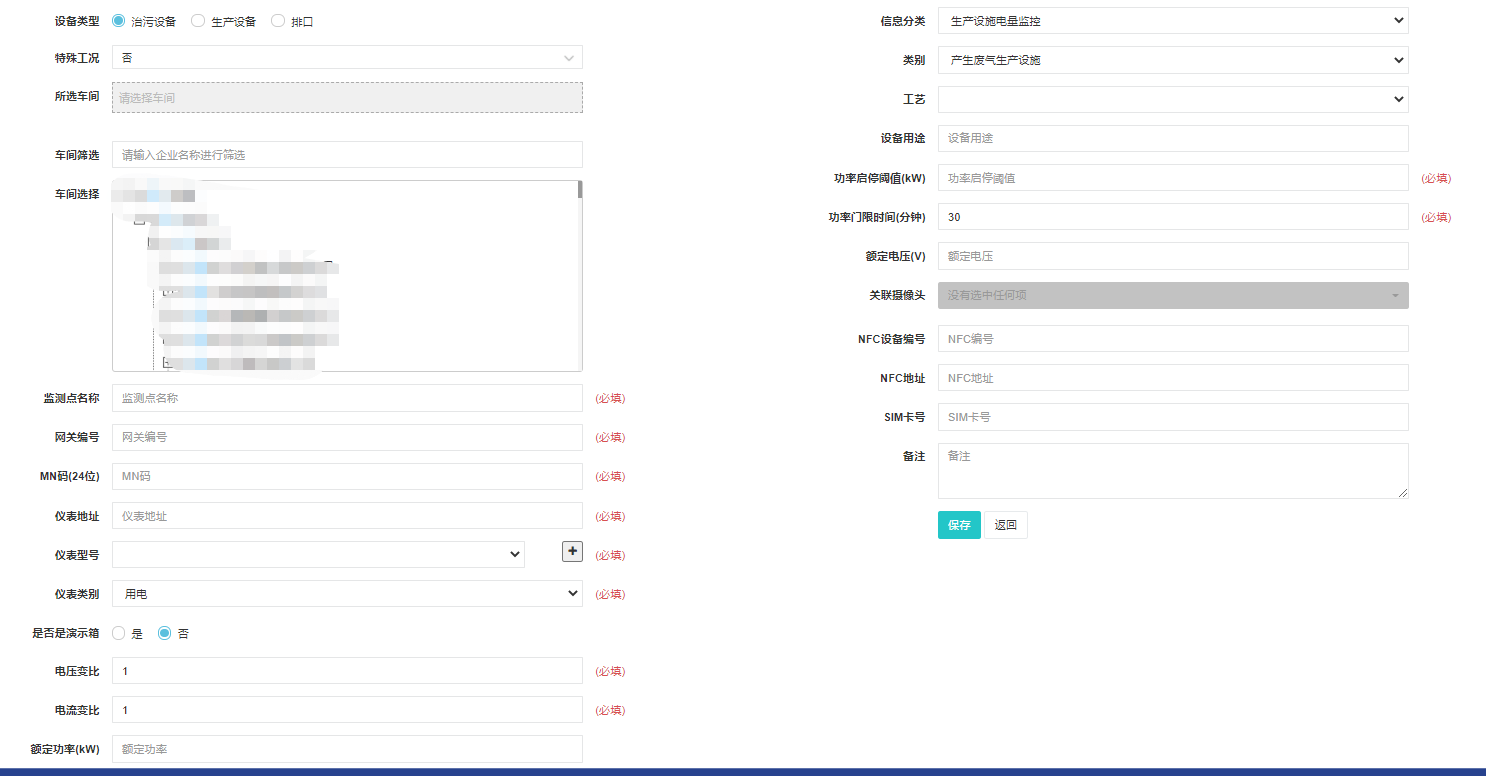 设备类型 治污设备 生产设备 排口
特殊工况 否
所选车间 请选择车间
车间筛选 请输入企业名称进行筛选
车间选择
监测点名称 监测点名称 (必填)
网关编号 网关编号 (必填)
MN码(24位) MN码 (必填)
仪表地址 仪表地址 (必填)
仪表型号 + (必填)
仪表类别 用电 (必填)
是否是演示箱 是 否
电压变比 1 (必填)
电流变比 1 (必填)
额定功率(kW) 额定功率
信息分类 生产设施电量监控
类别 产生废气生产设施
工艺
设备用途 设备用途
功率启停阈值(kW) 功率启停阈值 (必填)
功率门限时间(分钟) 30 (必填)
额定电压(V) 额定电压
关联摄像头 没有选中任何项
NFC设备编号 NFC编号
NFC地址 NFC地址
SIM卡号 SIM卡号
备注 备注
保存 返回